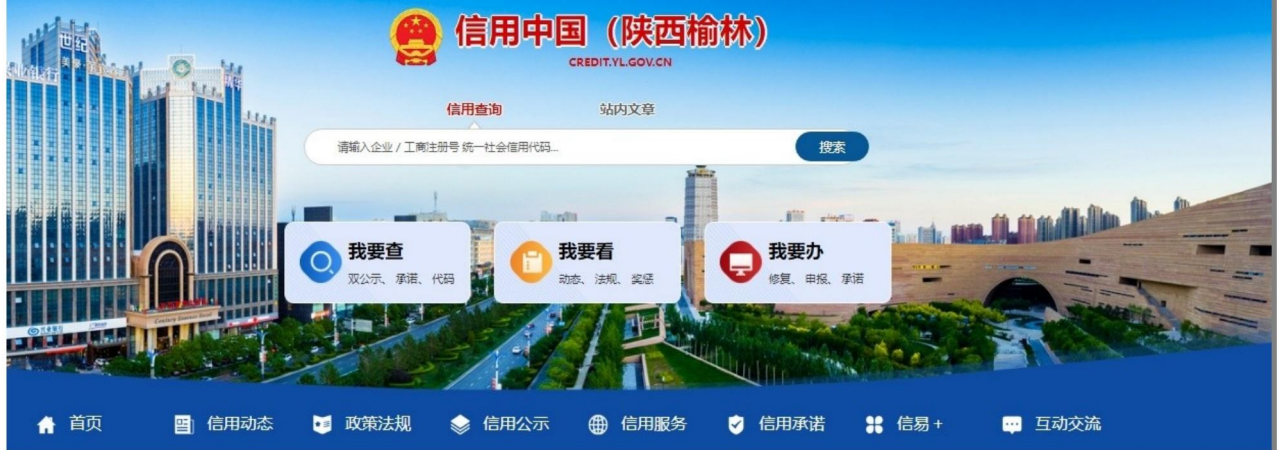 信用中国（陕西榆林）
CREDIT.YL.GOV.CN
信用查询 站内文章
请输入企业 / 工商注册号 统一社会信用代码... 搜索
世纪
我要查 我要看 我要办
双公示、 承诺、 代码 动态、 法规、 奖惩 修复、 申报、 承诺
首页 信用动态 政策法规 信用公示 信用服务 信用承诺 信易 + 互动交流